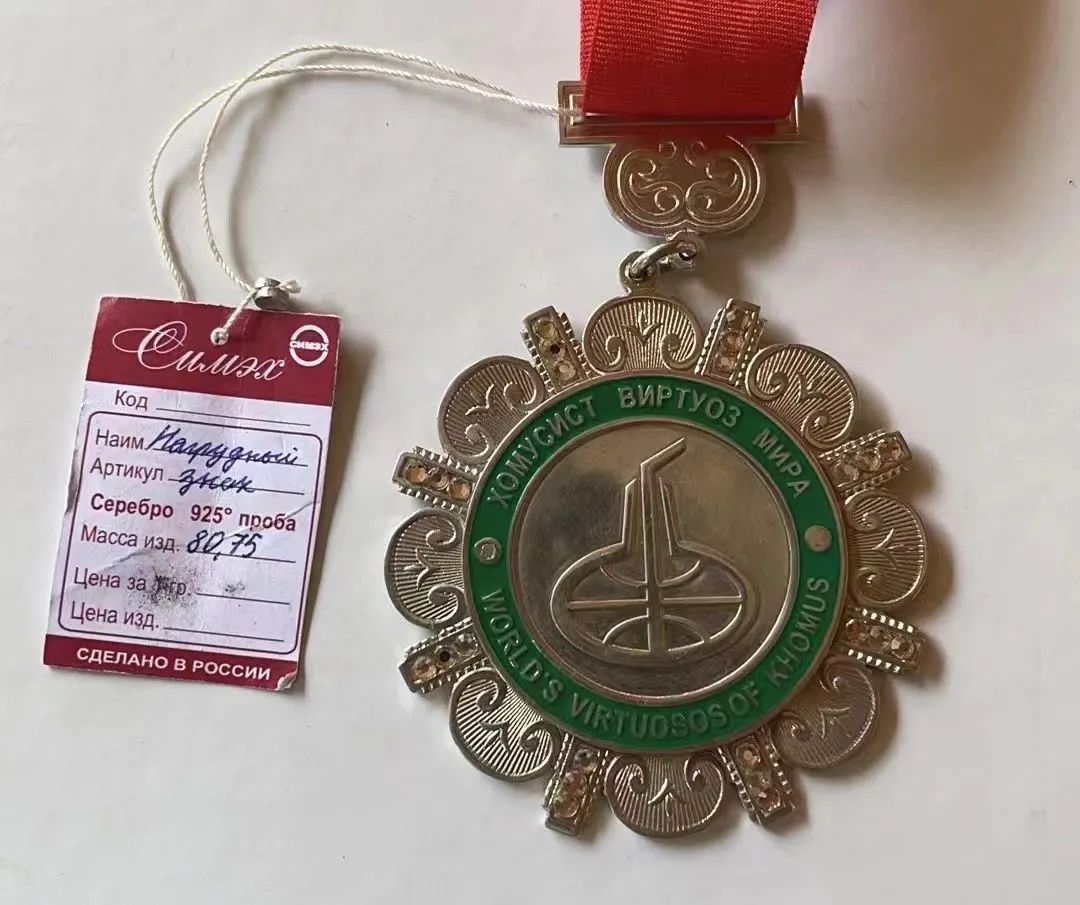 Симэх
СИМЭХ
Код
Наим. Нагрудный
Артикул знак
Серебро 925° проба
Масса изд. 80,75
Цена за 1 гр.
Цена изд.
СДЕЛАНО В РОССИИ
ХОМУСИСТ ВИРТУОЗ МИРА
WORLD'S VIRTUOSOS OF KHOMUS